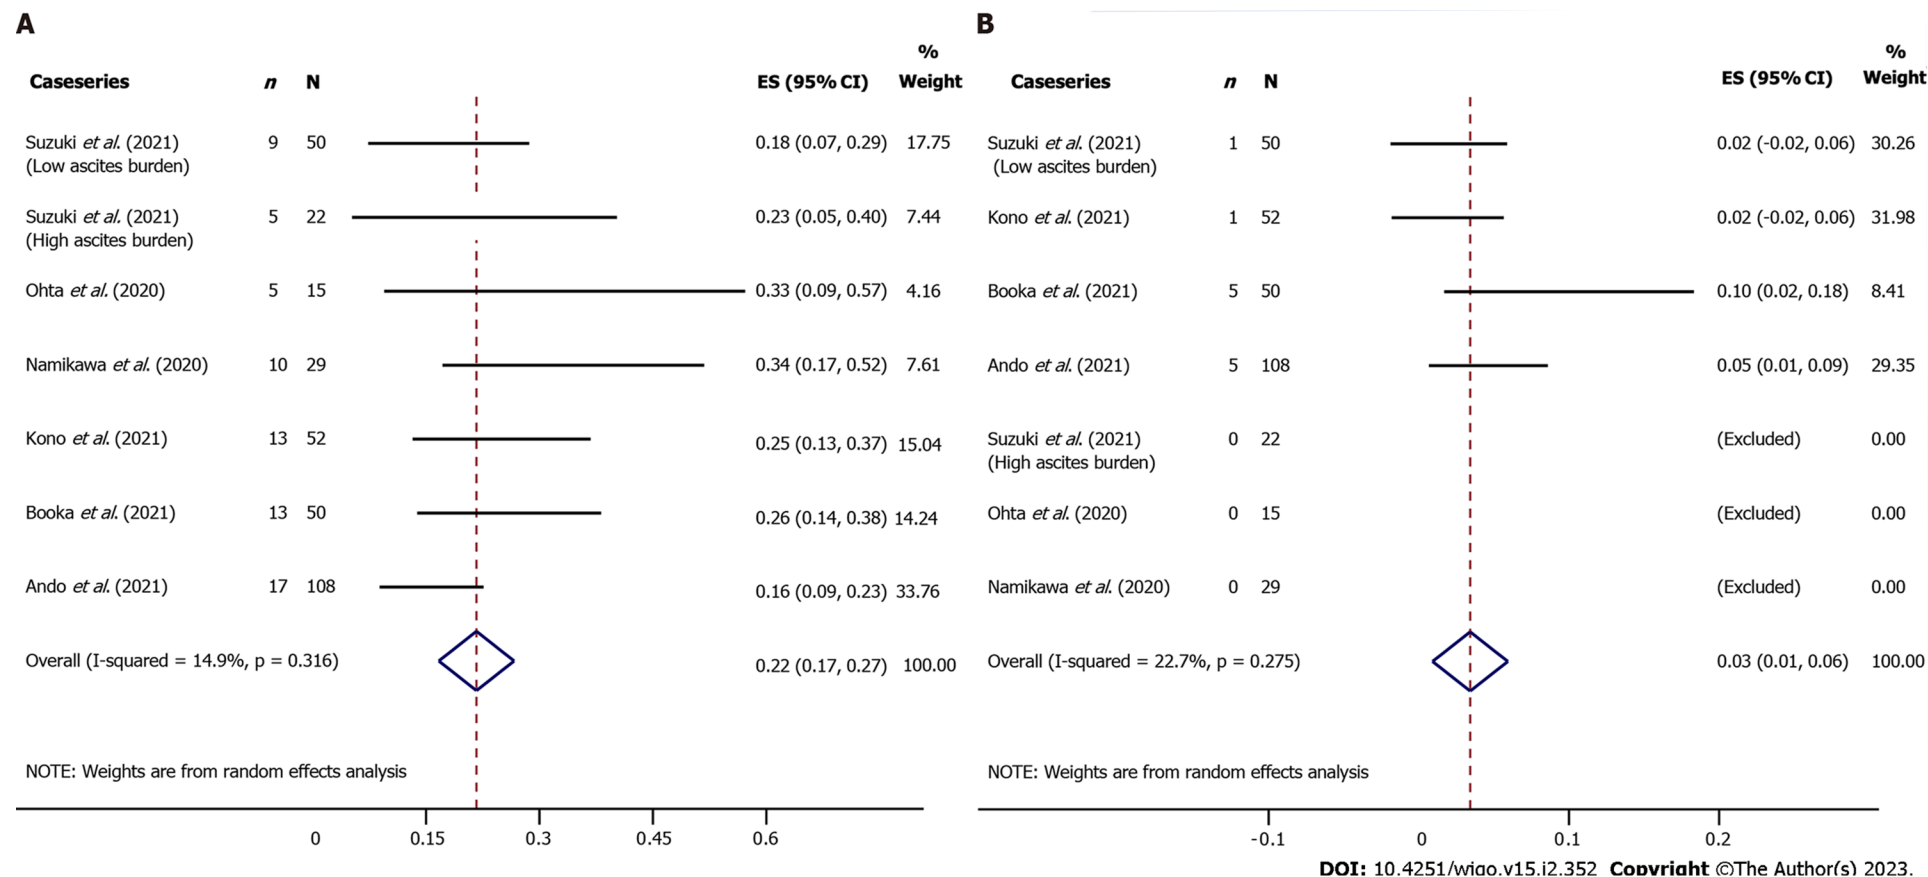 A
%
Caseseries n N ES (95% CI) Weight
Suzuki et al. (2021) 9 50 0.18 (0.07, 0.29) 17.75
(Low ascites burden)
Suzuki et al. (2021) 5 22 0.23 (0.05, 0.40) 7.44
(High ascites burden)
Ohta et al. (2020) 5 15 0.33 (0.09, 0.57) 4.16
Namikawa et al. (2020) 10 29 0.34 (0.17, 0.52) 7.61
Kono et al. (2021) 13 52 0.25 (0.13, 0.37) 15.04
Booka et al. (2021) 13 50 0.26 (0.14, 0.38) 14.24
Ando et al. (2021) 17 108 0.16 (0.09, 0.23) 33.76
Overall (I-squared = 14.9%, p = 0.316) 0.22 (0.17, 0.27) 100.00
NOTE: Weights are from random effects analysis
0 0.15 0.3 0.45 0.6
B
%
Caseseries n N ES (95% CI) Weight
Suzuki et al. (2021) 1 50 0.02 (-0.02, 0.06) 30.26
(Low ascites burden)
Kono et al. (2021) 1 52 0.02 (-0.02, 0.06) 31.98
Booka et al. (2021) 5 50 0.10 (0.02, 0.18) 8.41
Ando et al. (2021) 5 108 0.05 (0.01, 0.09) 29.35
Suzuki et al. (2021) 0 22 (Excluded) 0.00
(High ascites burden)
Ohta et al. (2020) 0 15 (Excluded) 0.00
Namikawa et al. (2020) 0 29 (Excluded) 0.00
Overall (I-squared = 22.7%, p = 0.275) 0.03 (0.01, 0.06) 100.00
NOTE: Weights are from random effects analysis
-0.1 0 0.1 0.2
DOI: 10.4251/wjgo.v15.i2.352 Copyright ©The Author(s) 2023.